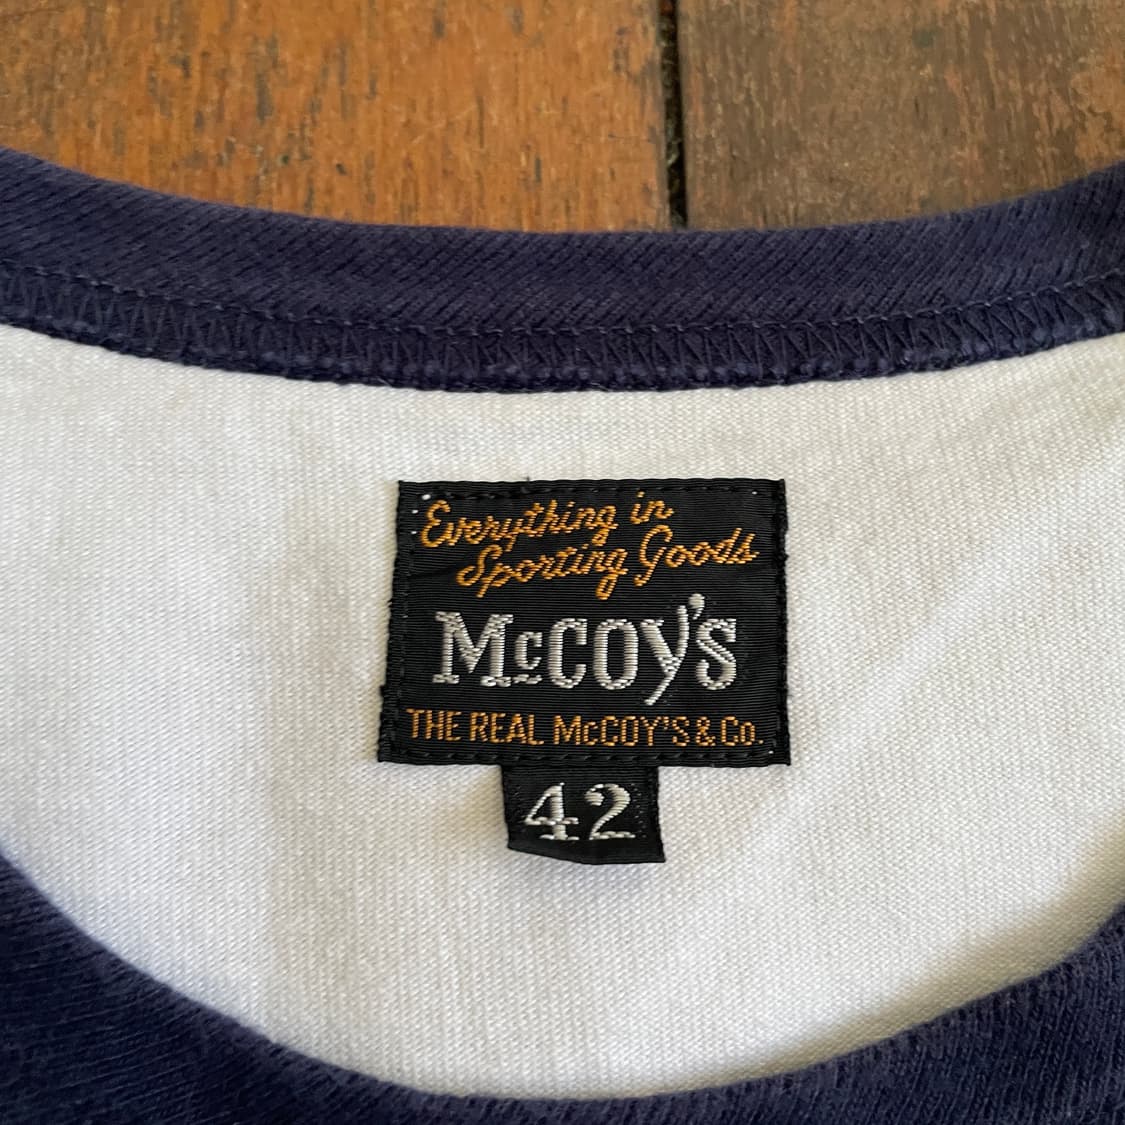 Everything in
Sporting Goods
McCOY'S
THE REAL McCOY'S & Co.
42